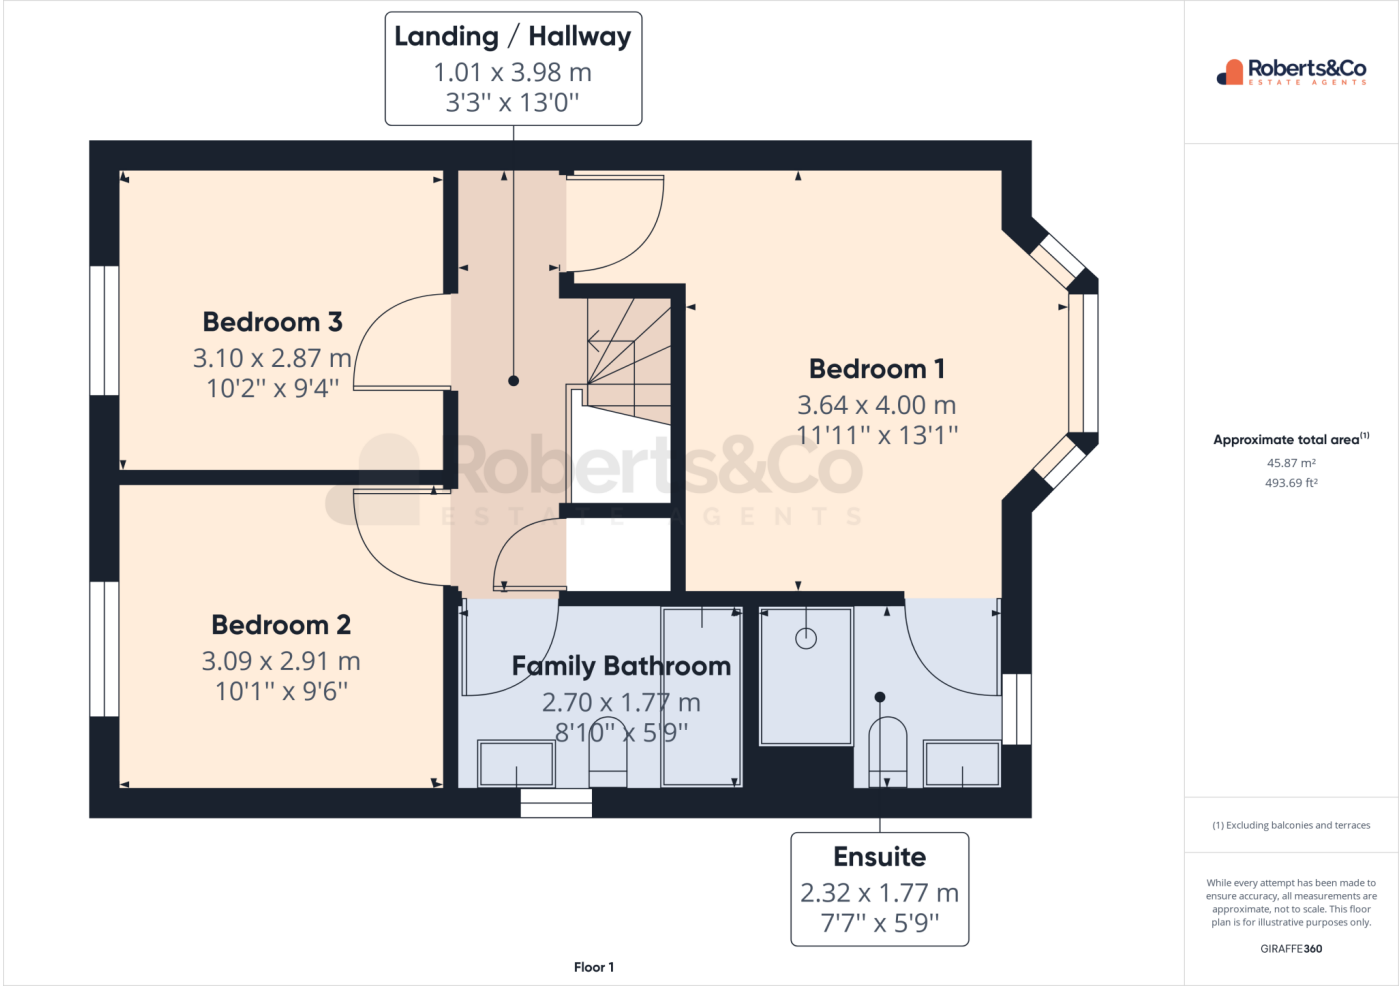 Landing / Hallway
1.01 x 3.98 m
3'3'' x 13'0''
Roberts&Co
ESTATE AGENTS
Bedroom 3
3.10 x 2.87 m
10'2'' x 9'4''
Bedroom 1
3.64 x 4.00 m
11'11'' x 13'1''
Roberts&Co
ESTATE AGENTS
Approximate total area(1)
45.87 m²
493.69 ft²
Bedroom 2
3.09 x 2.91 m
10'1'' x 9'6''
Family Bathroom
2.70 x 1.77 m
8'10'' x 5'9''
Ensuite
2.32 x 1.77 m
7'7'' x 5'9''
(1) Excluding balconies and terraces
While every attempt has been made to
ensure accuracy, all measurements are
approximate, not to scale. This floor
plan is for illustrative purposes only.
GIRAFFE360
Floor 1